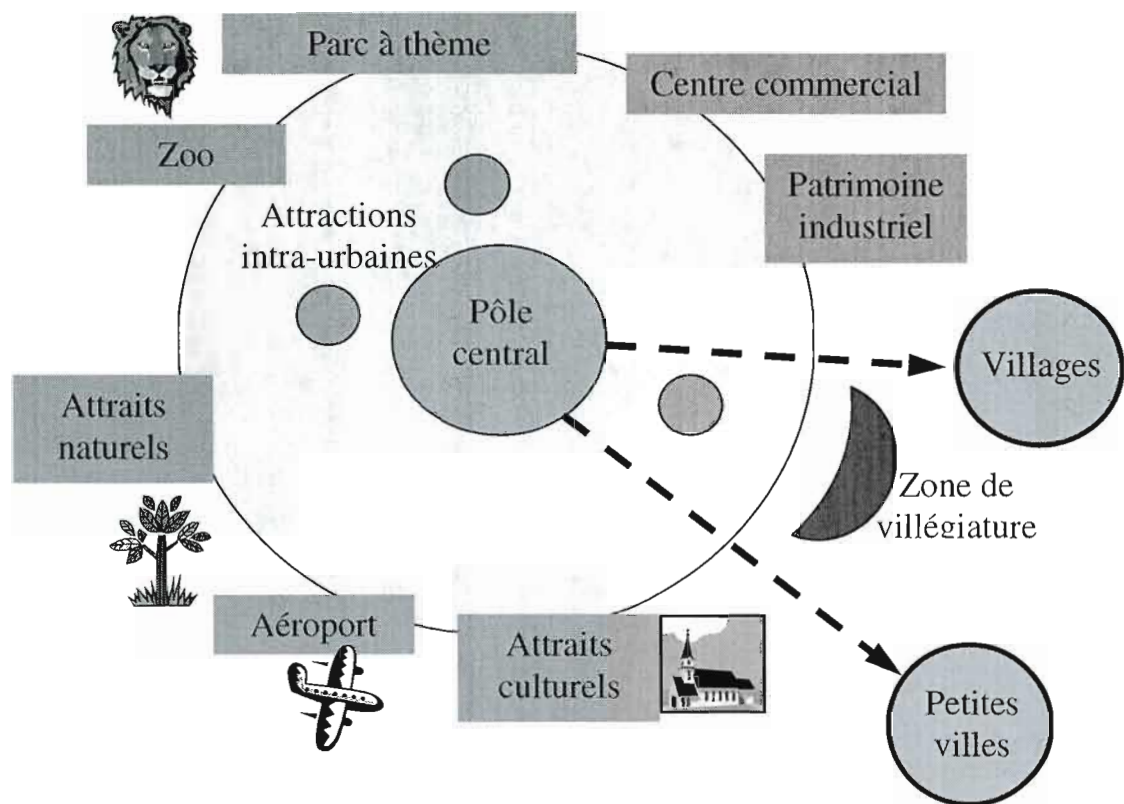 Parc à thème
Centre commercial
Zoo
Patrimoine
industriel
Attractions
intra-urbaines
Pôle
central
Villages
Attraits
naturels
Zone de
villégiature
Aéroport
Attraits
culturels
Petites
villes